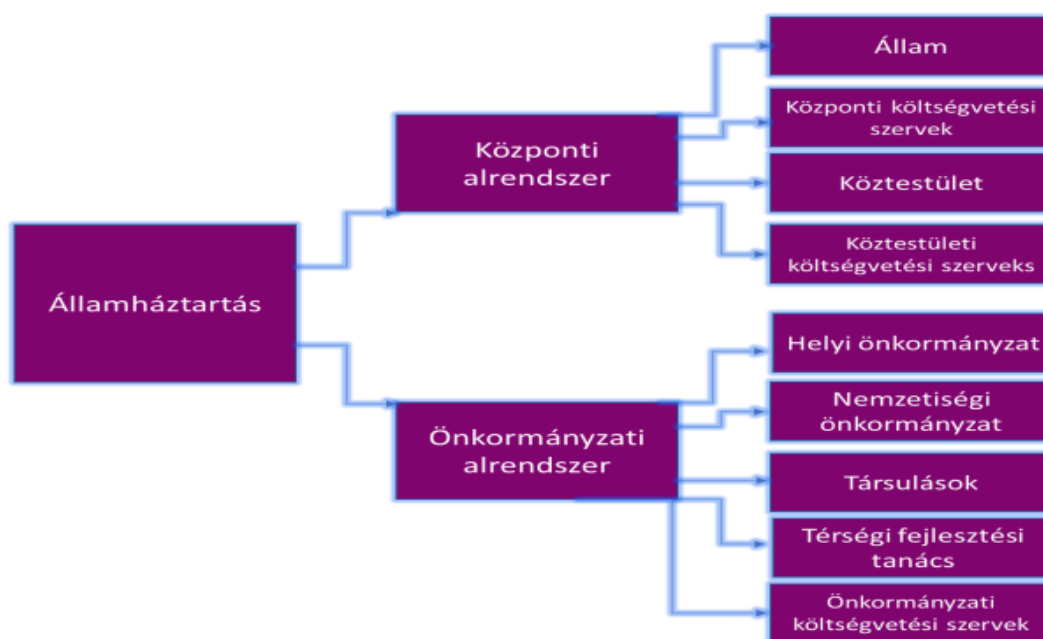 Állam
Központi költségvetési
szervek
Központi
alrendszer
Köztestület
Köztestületi
költségvetési szerveks
Államháztartás
Helyi önkormányzat
Nemzetiségi
önkormányzat
Önkormányzati
alrendszer
Társulások
Térségi fejlesztési
tanács
Önkormányzati
költségvetési szervek